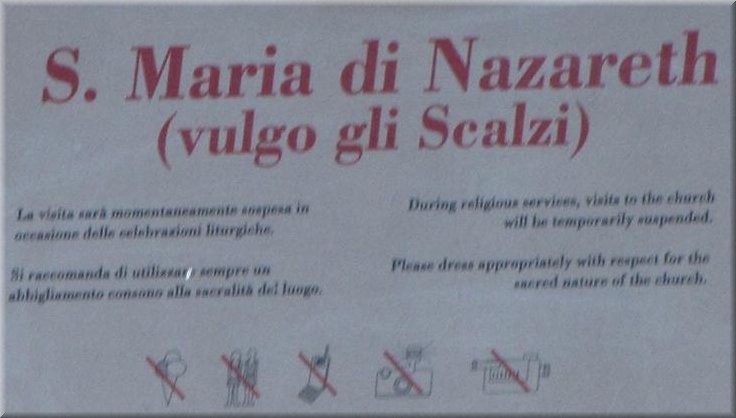 S. Maria di Nazareth
(vulgo gli Scalzi)
La visita sarà momentaneamente sospesa in
occasione delle celebrazioni liturgiche.
Si raccomanda di utilizzare sempre un
abbigliamento consono alla sacralità del luogo.
During religious services, visits to the church
will be temporarily suspended.
Please dress appropriately with respect for the
sacred nature of the church.